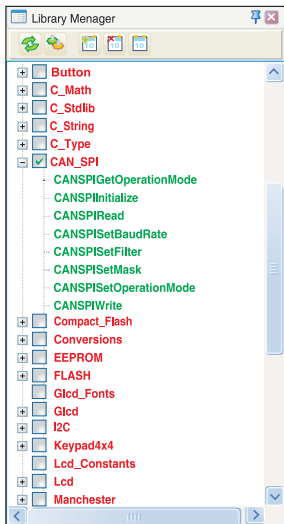 Library Menager
Button
C_Math
C_Stdlib
C_String
C_Type
CAN_SPI
CANSPIGetOperationMode
CANSPIInitialize
CANSPIRead
CANSPISetBaudRate
CANSPISetFilter
CANSPISetMask
CANSPISetOperationMode
CANSPIWrite
Compact_Flash
Conversions
EEPROM
FLASH
Glcd_Fonts
Glcd
I2C
Keypad4x4
Lcd_Constants
Lcd
Manchester